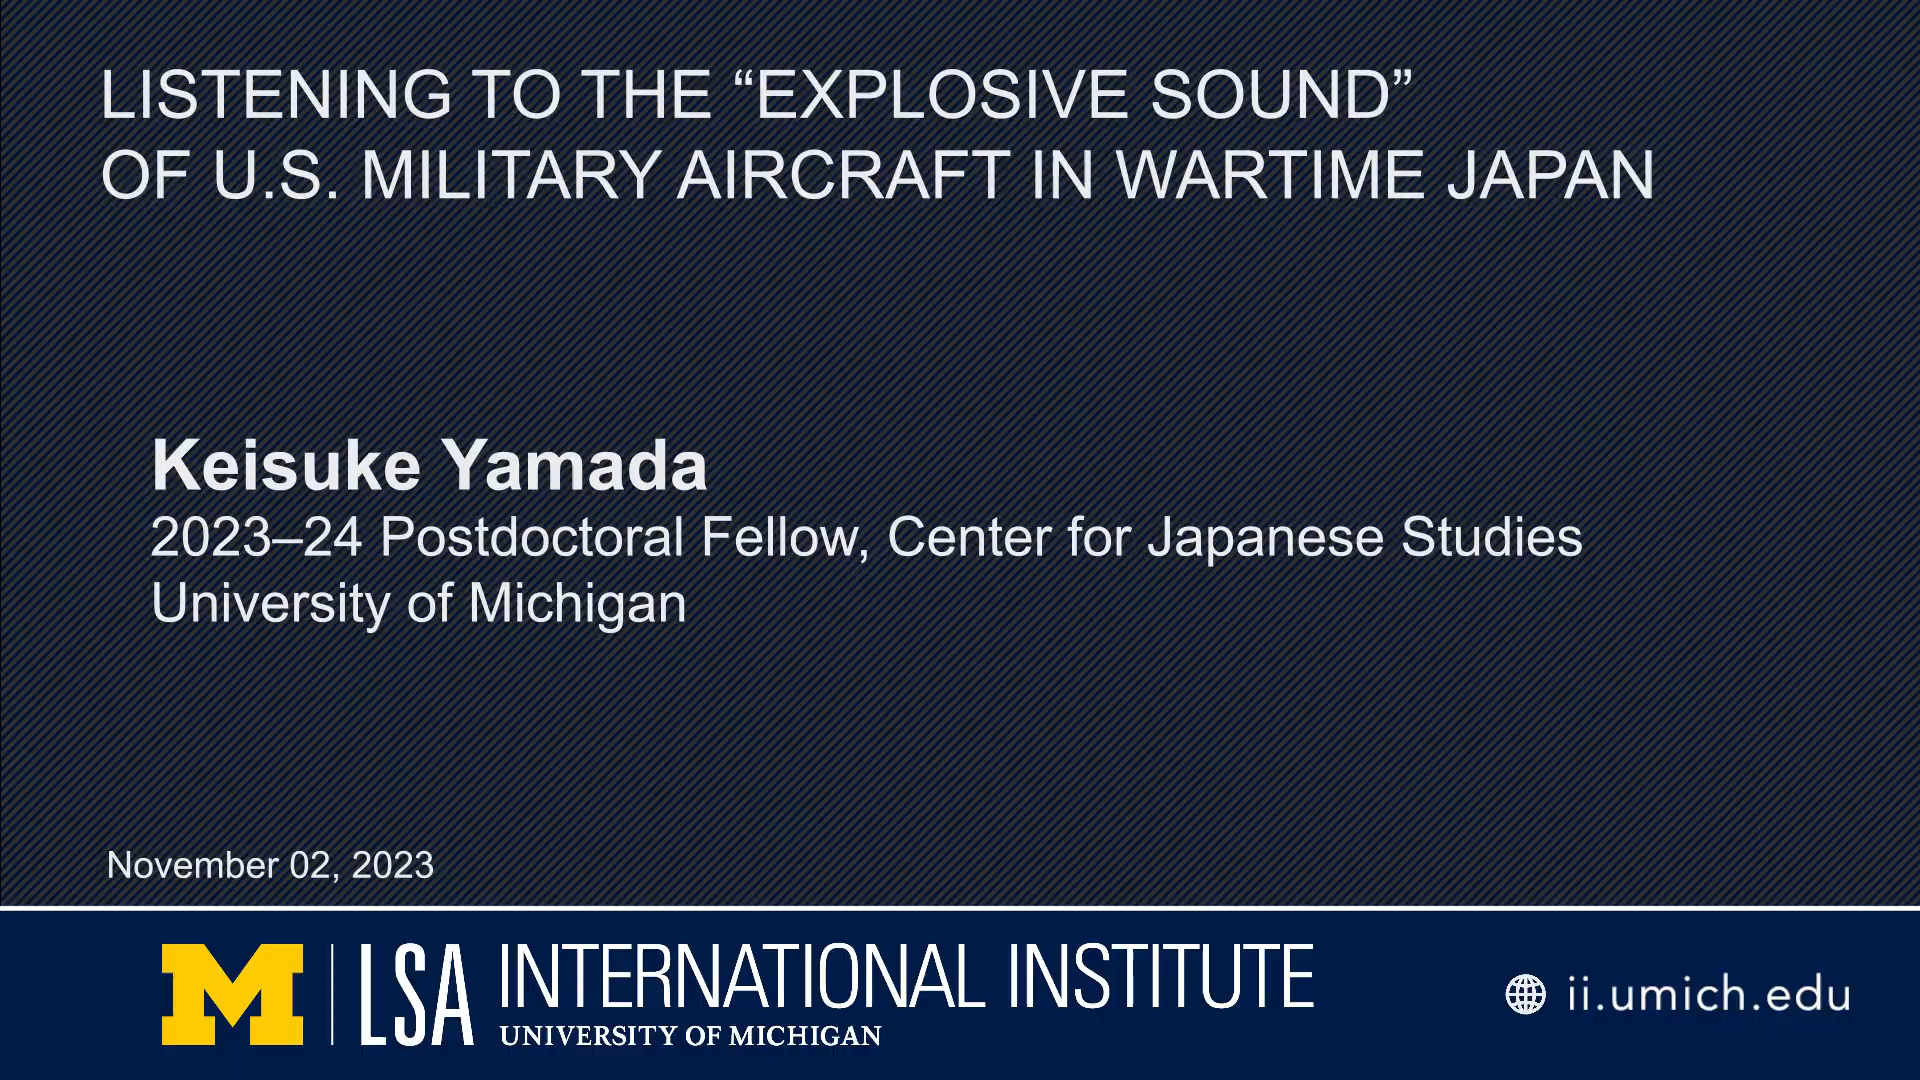 LISTENING TO THE “EXPLOSIVE SOUND”
OF U.S. MILITARY AIRCRAFT IN WARTIME JAPAN
Keisuke Yamada
2023–24 Postdoctoral Fellow, Center for Japanese Studies
University of Michigan
November 02, 2023
M LSA INTERNATIONAL INSTITUTE
UNIVERSITY OF MICHIGAN
ii.umich.edu